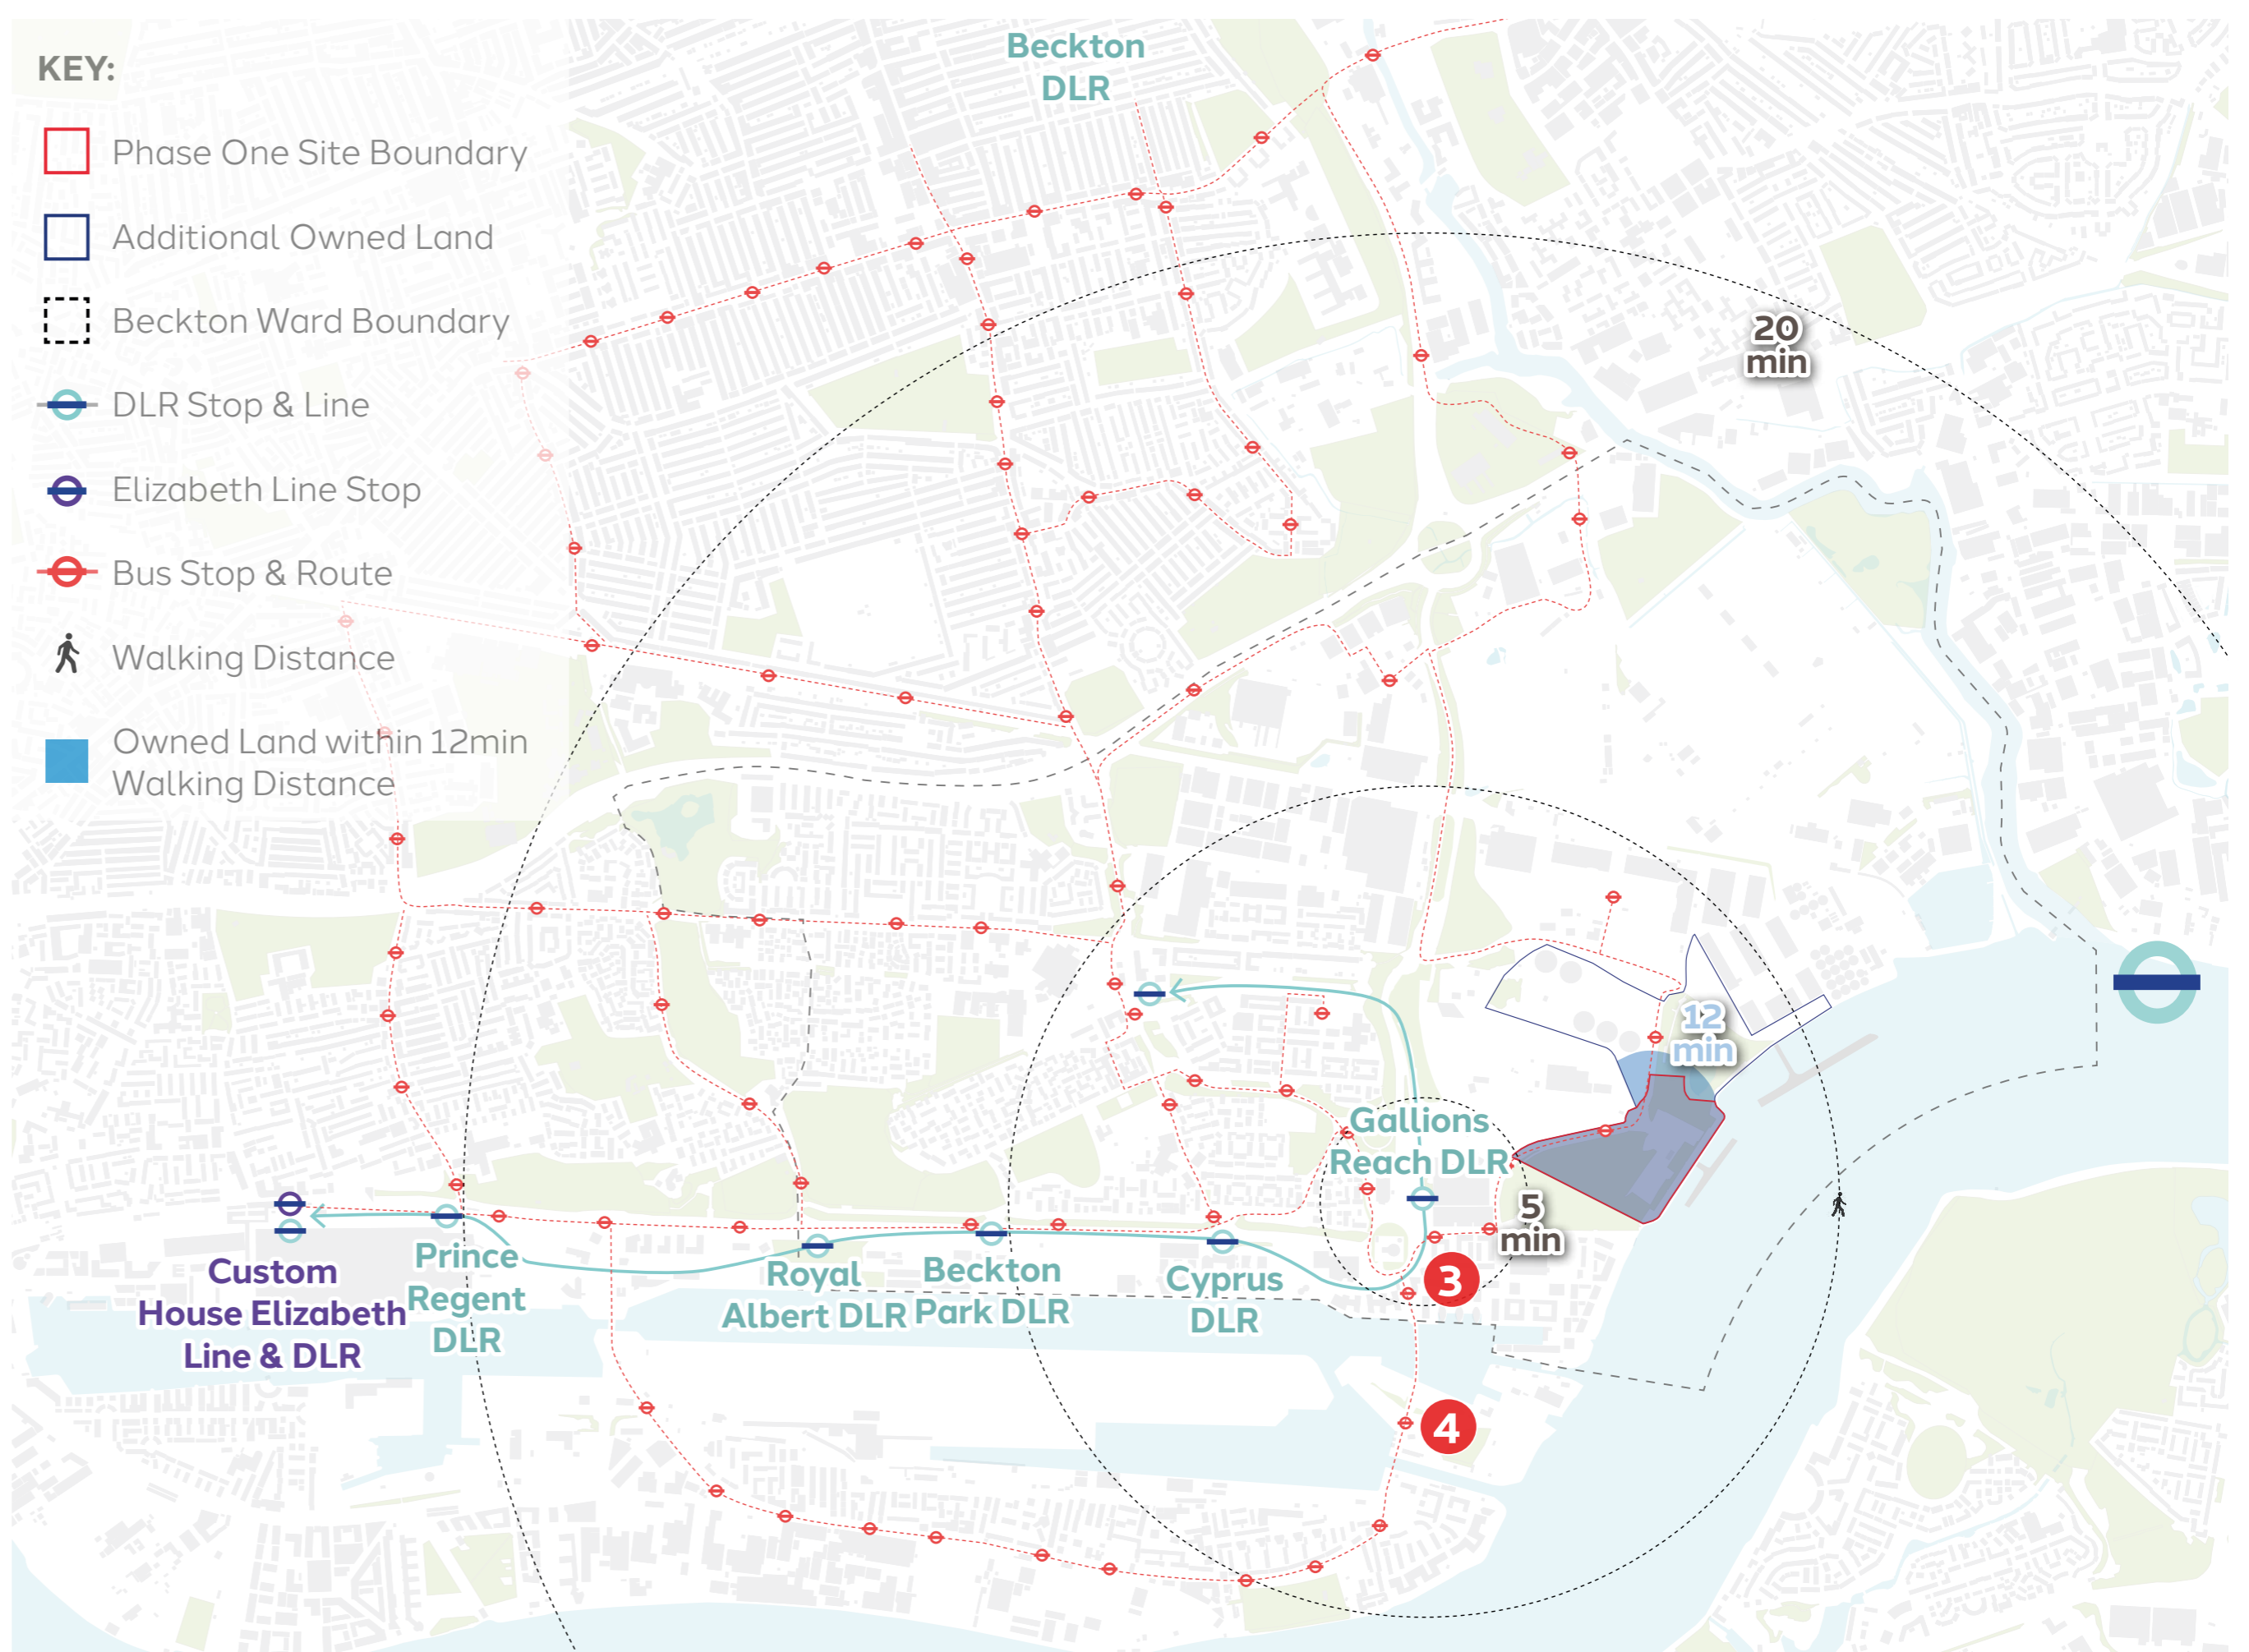 KEY:
Phase One Site Boundary
Additional Owned Land
Beckton Ward Boundary
DLR Stop & Line
Elizabeth Line Stop
Bus Stop & Route
Walking Distance
Owned Land within 12min
Walking Distance
Beckton
DLR
20
min
12
min
Gallions
Reach DLR
5
min
3
4
Custom
House Elizabeth
Line & DLR
Prince
Regent
DLR
Royal
Albert DLR
Beckton
Park DLR
Cyprus
DLR